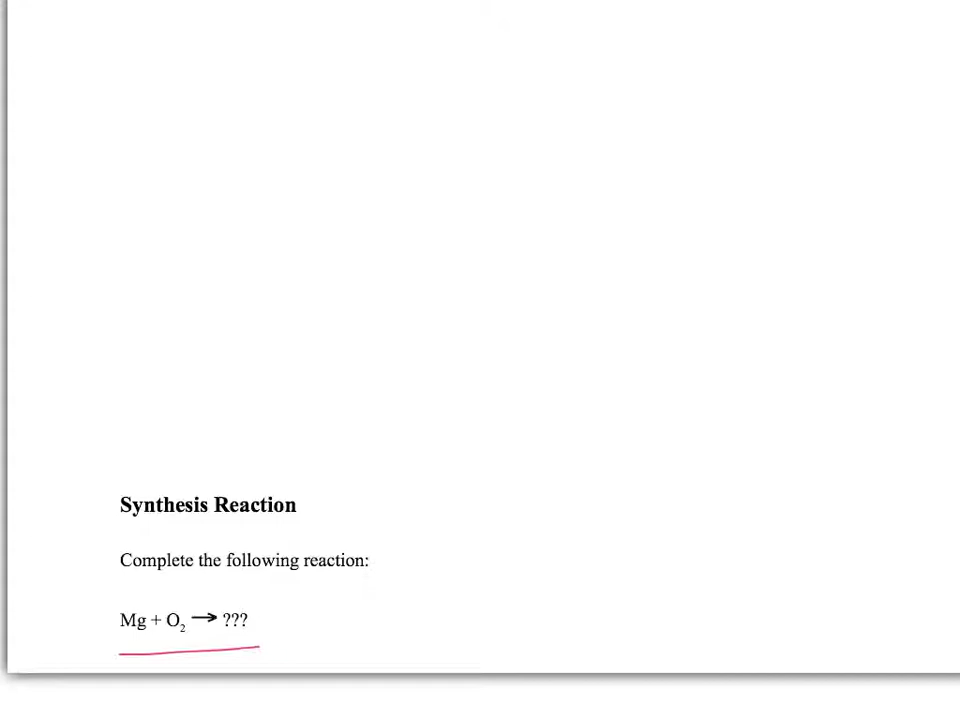 Synthesis Reaction
Complete the following reaction:
Mg + O₂ → ???